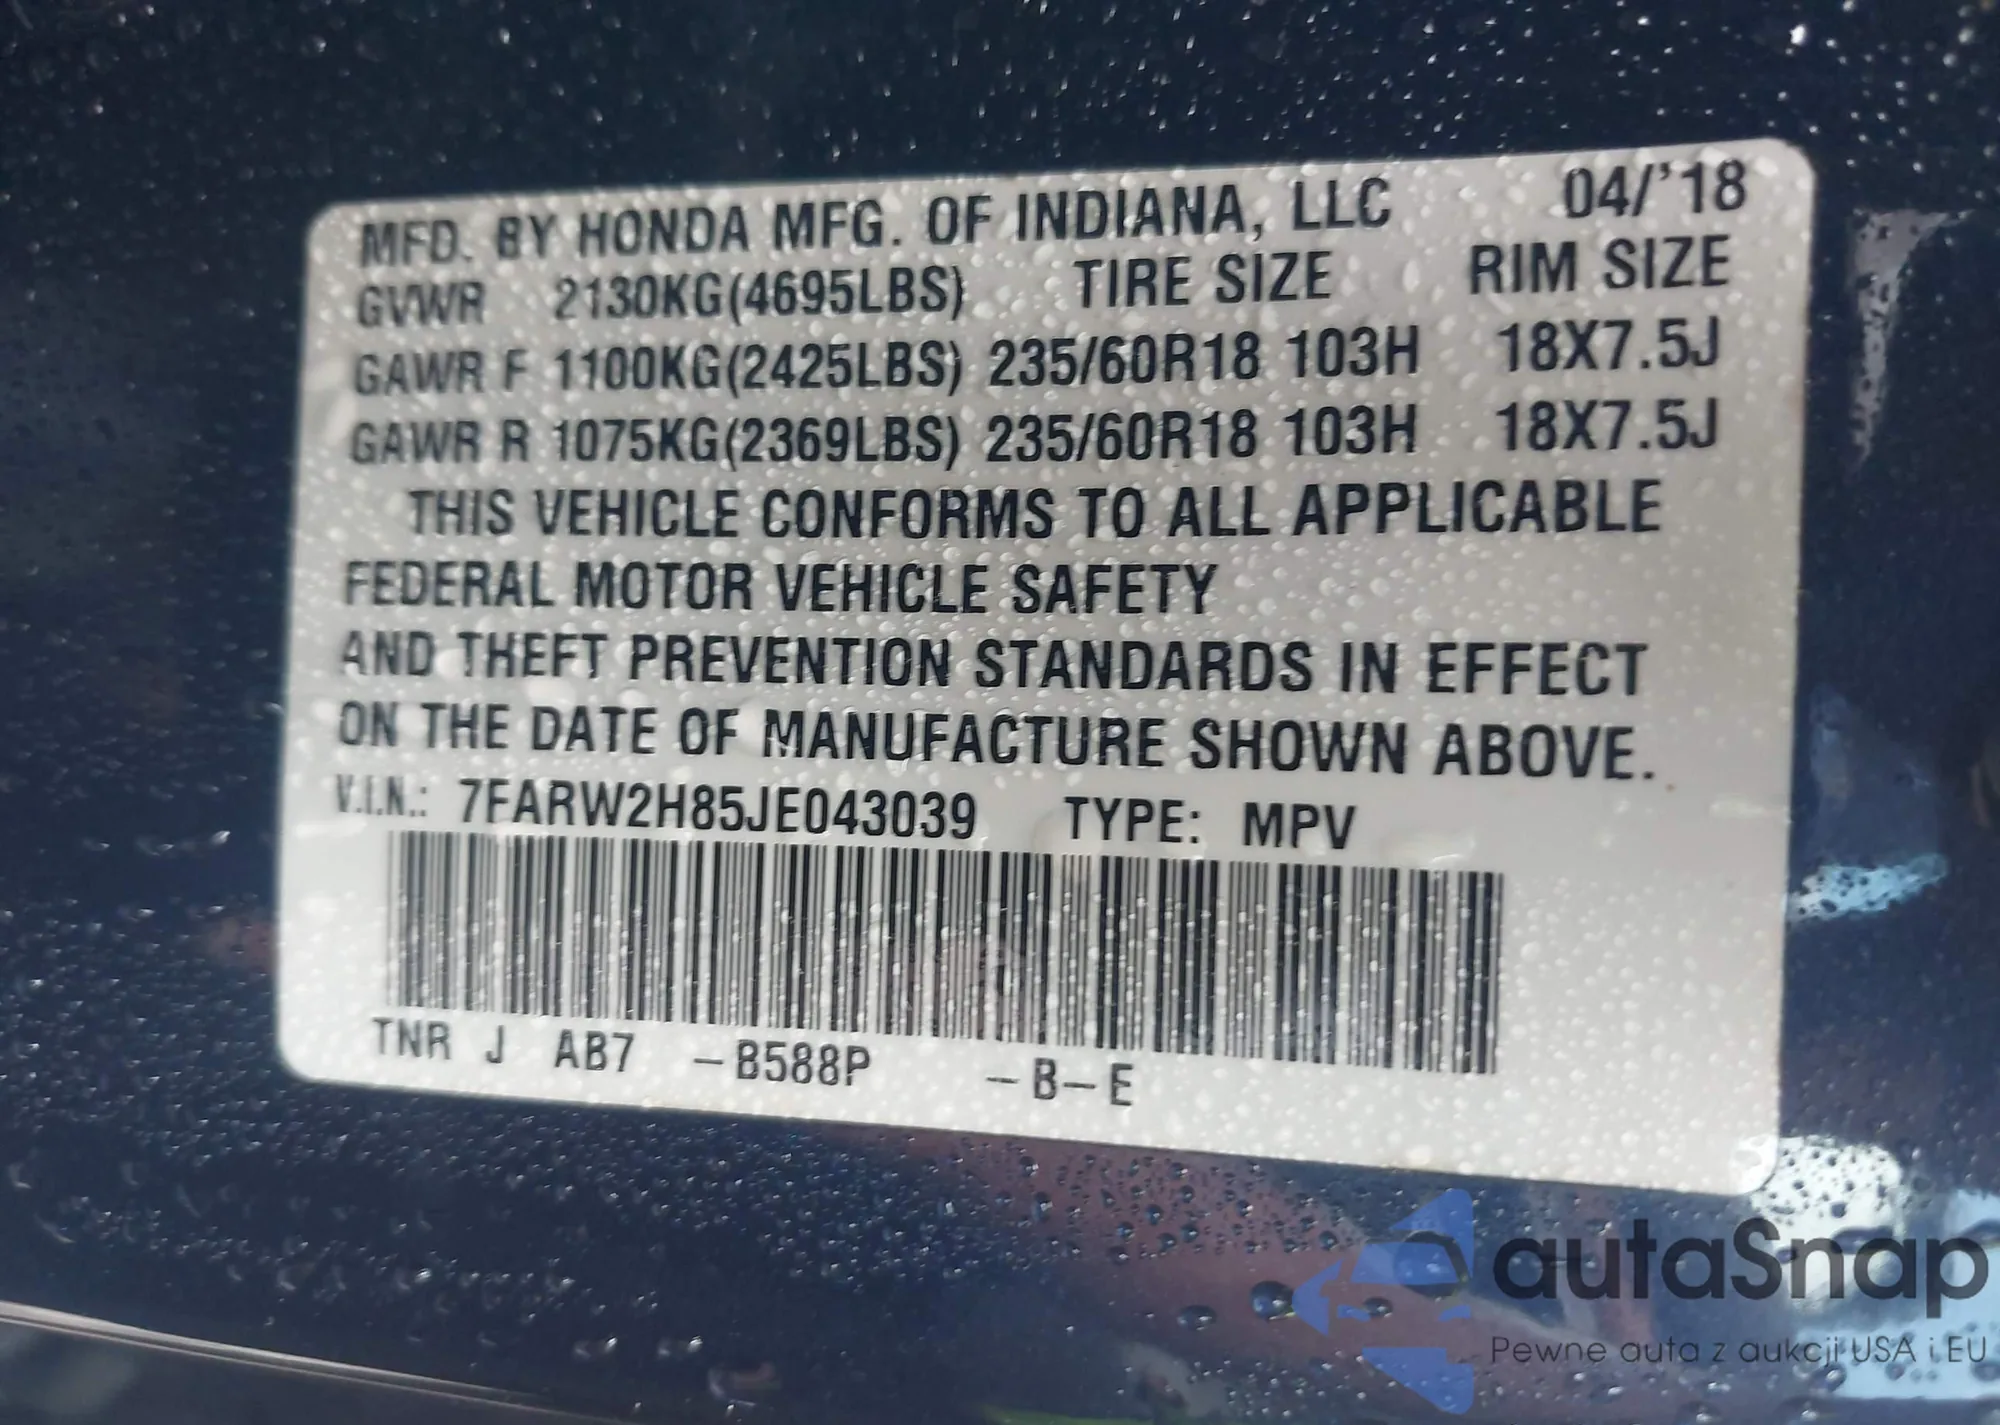 MFD. BY HONDA MFG. OF INDIANA, LLC 04/'18
GVWR 2130KG(4695LBS) TIRE SIZE RIM SIZE
GAWR F 1100KG(2425LBS) 235/60R18 103H 18X7.5J
GAWR R 1075KG(2369LBS) 235/60R18 103H 18X7.5J
THIS VEHICLE CONFORMS TO ALL APPLICABLE
FEDERAL MOTOR VEHICLE SAFETY
AND THEFT PREVENTION STANDARDS IN EFFECT
ON THE DATE OF MANUFACTURE SHOWN ABOVE.
V.I.N.: 7FARW2H85JE043039 TYPE: MPV
TNR J AB7 -B588P -B-E
autaSnap
Pewne auta z aukcji USA i EU